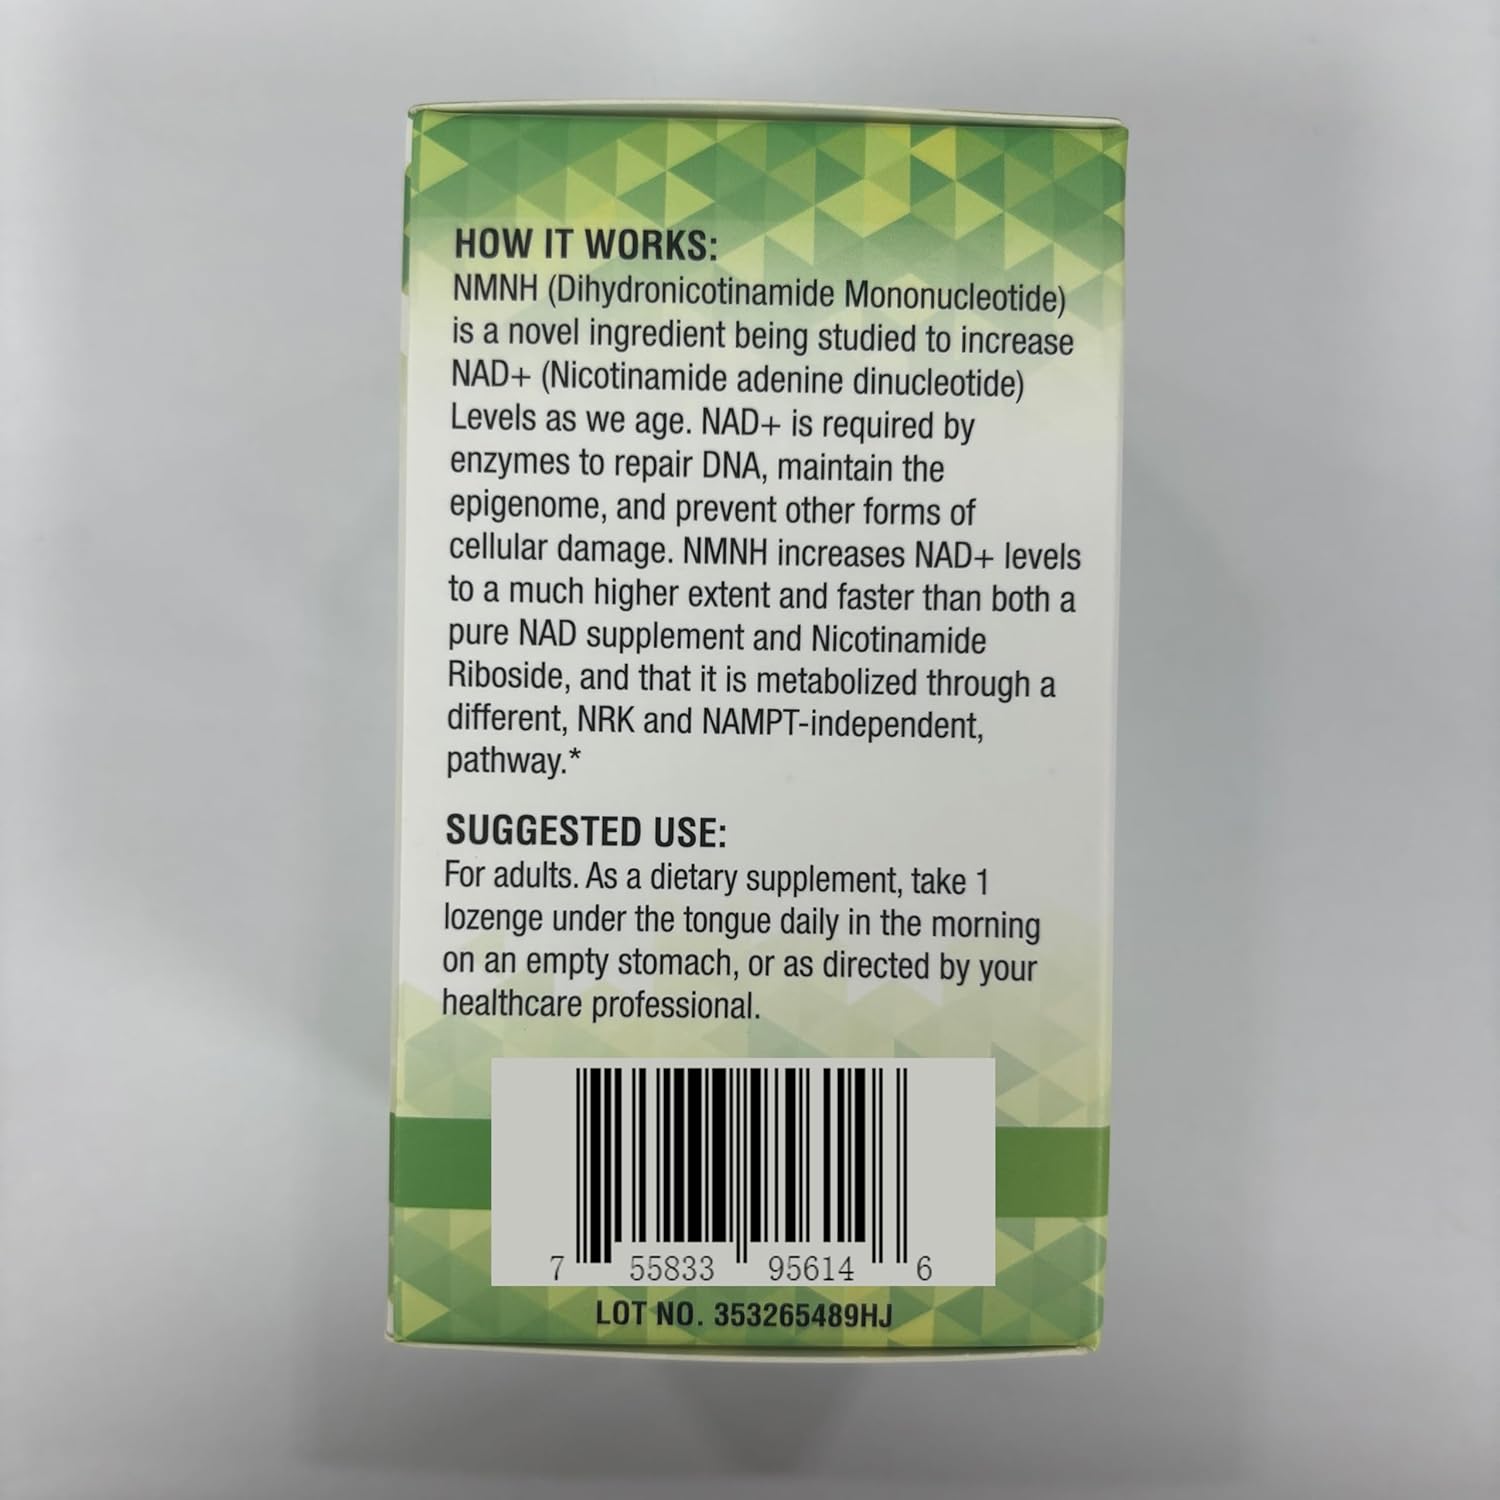 HOW IT WORKS:
NMNH (Dihydronicotinamide Mononucleotide)
is a novel ingredient being studied to increase
NAD+ (Nicotinamide adenine dinucleotide)
Levels as we age. NAD+ is required by
enzymes to repair DNA, maintain the
epigenome, and prevent other forms of
cellular damage. NMNH increases NAD+ levels
to a much higher extent and faster than both a
pure NAD supplement and Nicotinamide
Riboside, and that it is metabolized through a
different, NRK and NAMPT-independent,
pathway.*
SUGGESTED USE:
For adults. As a dietary supplement, take 1
lozenge under the tongue daily in the morning
on an empty stomach, or as directed by your
healthcare professional.
7 55833 95614 6
LOT NO. 353265489HJ